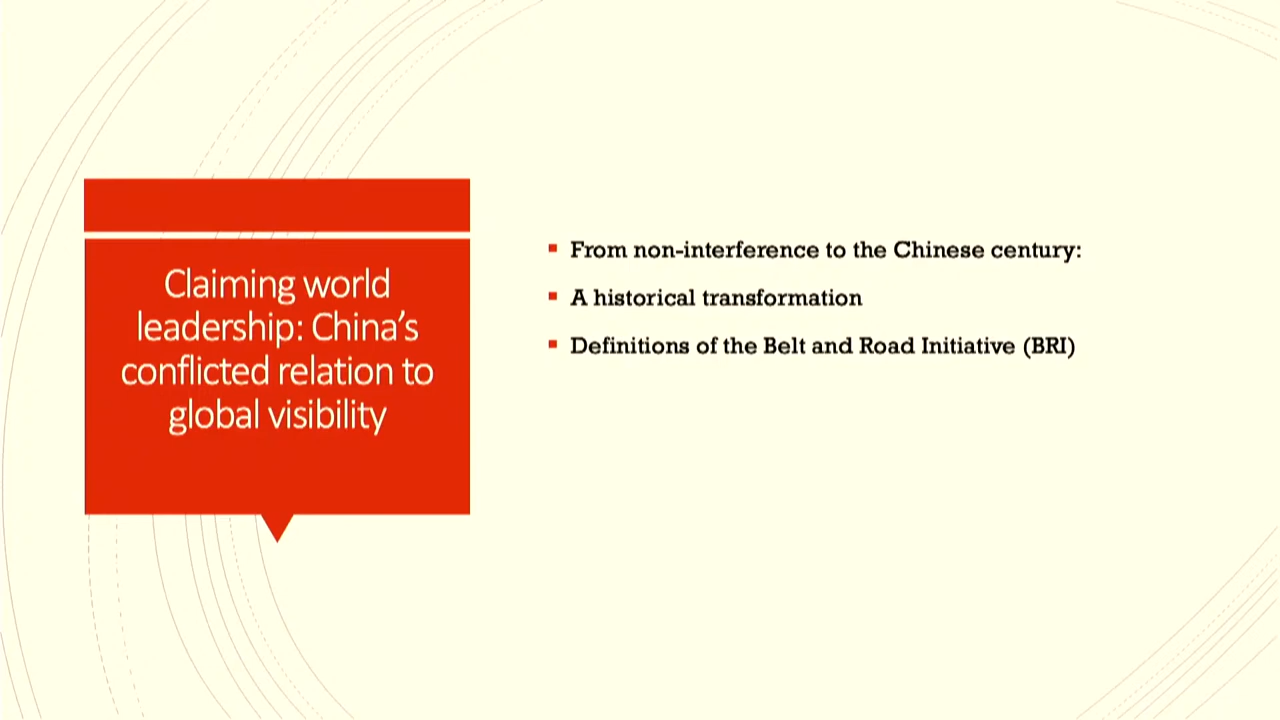 Claiming world
leadership: China’s
conflicted relation to
global visibility
From non-interference to the Chinese century:
A historical transformation
Definitions of the Belt and Road Initiative (BRI)